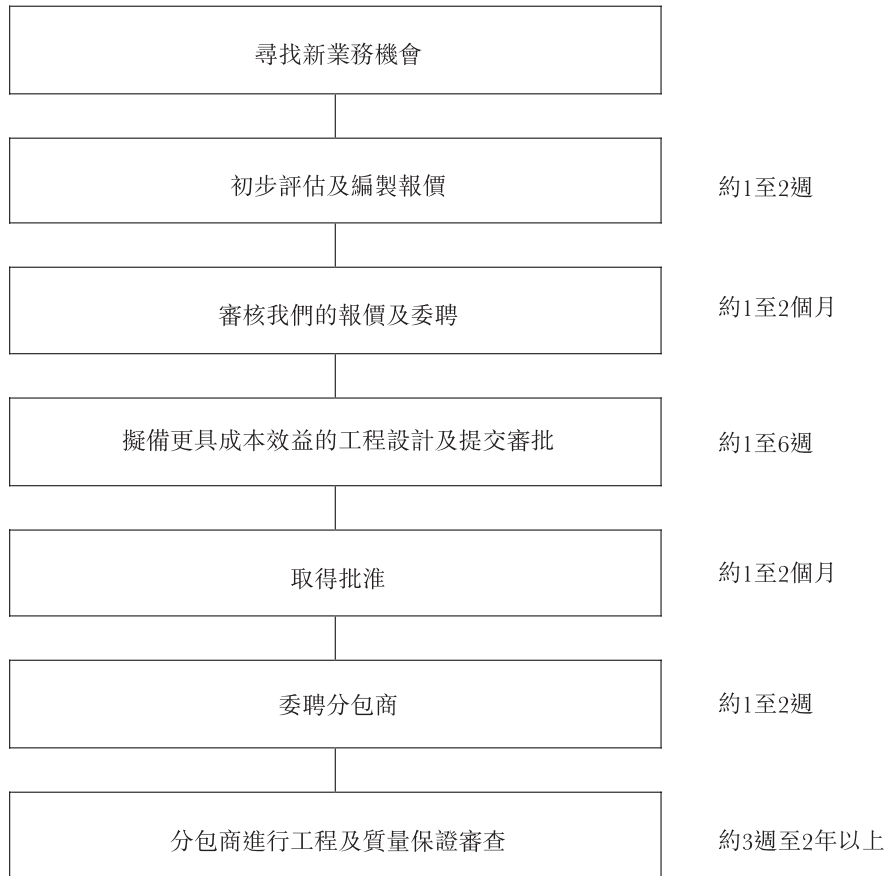 尋找新業務機會
初步評估及編製報價
約1至2週
審核我們的報價及委聘
約1至2個月
擬備更具成本效益的工程設計及提交審批
約1至6週
取得批准
約1至2個月
委聘分包商
約1至2週
分包商進行工程及質量保證審查
約3週至2年以上